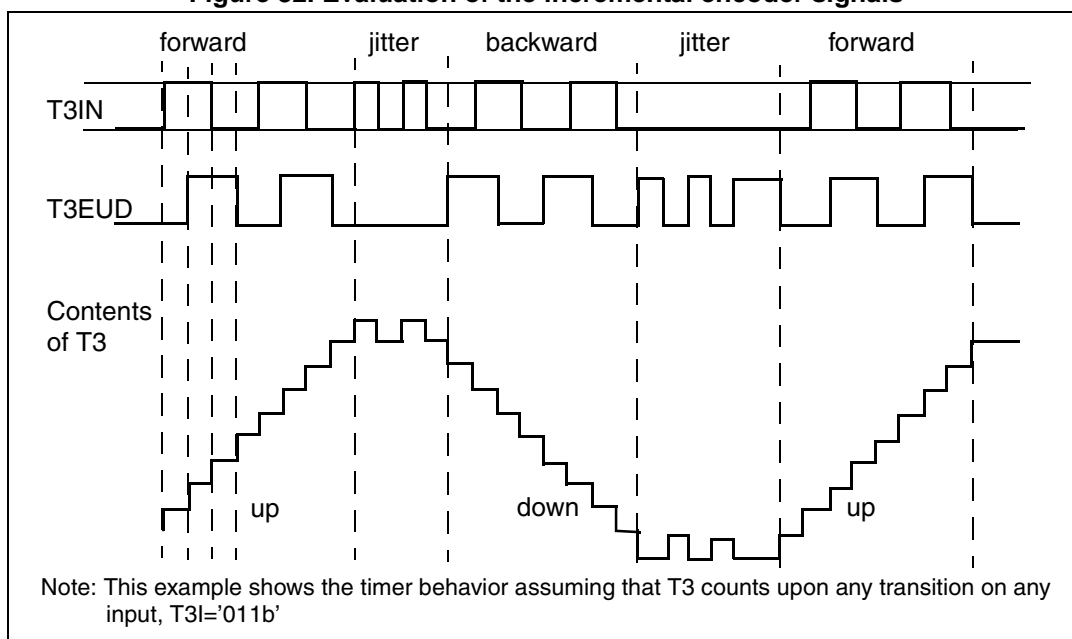 Figure 82. Evaluation of the incremental encoder signals
forward jitter backward jitter forward
T3IN
T3EUD
Contents
of T3
up down up
Note: This example shows the timer behavior assuming that T3 counts upon any transition on any
input, T3I='011b'